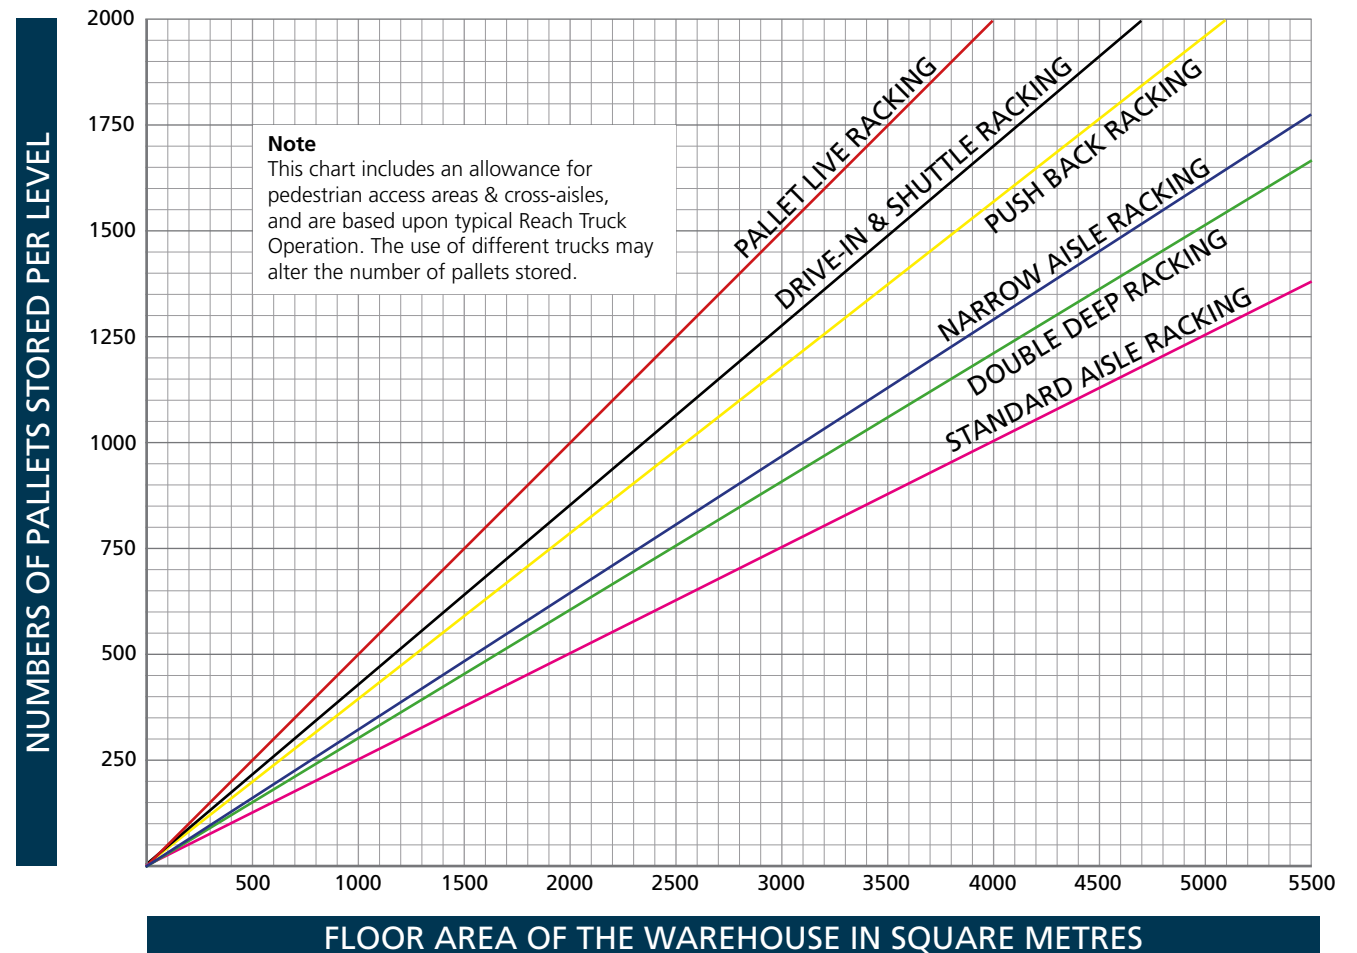 NUMBERS OF PALLETS STORED PER LEVEL
2000
1750
1500
1250
1000
750
500
250
Note
This chart includes an allowance for
pedestrian access areas & cross-aisles,
and are based upon typical Reach Truck
Operation. The use of different trucks may
alter the number of pallets stored.
PALLET LIVE RACKING
DRIVE-IN & SHUTTLE RACKING
PUSH BACK RACKING
NARROW AISLE RACKING
DOUBLE DEEP RACKING
STANDARD AISLE RACKING
500 1000 1500 2000 2500 3000 3500 4000 4500 5000 5500
FLOOR AREA OF THE WAREHOUSE IN SQUARE METRES